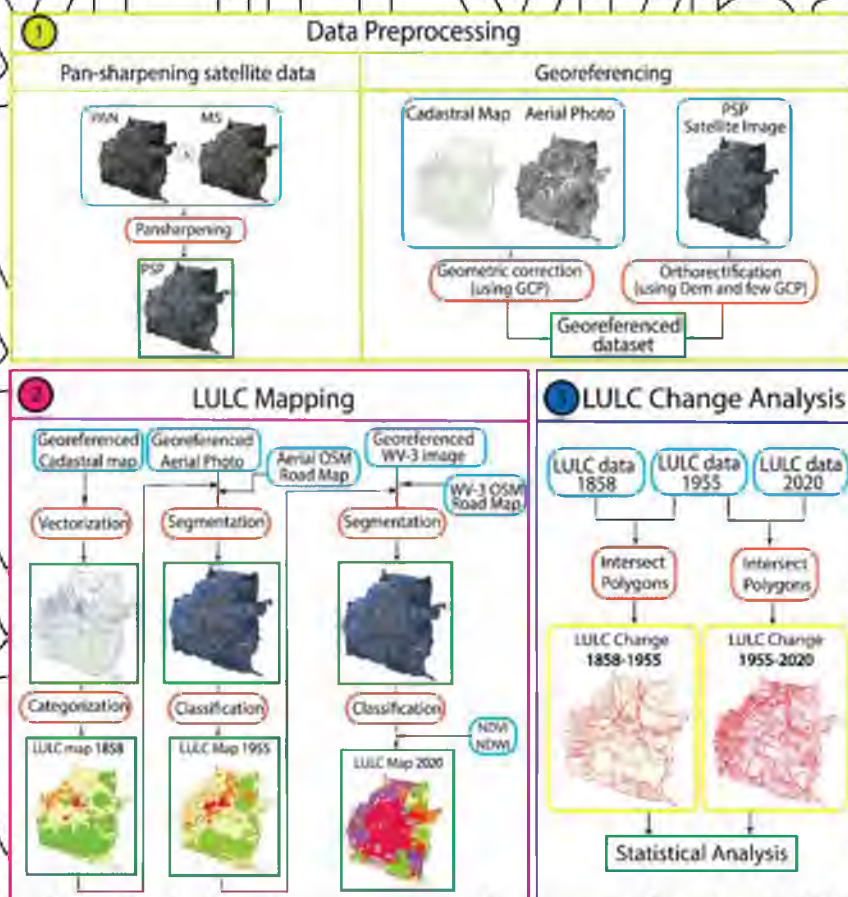 1
Data Preprocessing
Pan-sharpening satellite data
Georeferencing
PAN
MS
Pansharpening
PSP
Cadastral Map
Aerial Photo
PSP
Satellite Image
Geometric correction
(using GCP)
Orthorectification
(using Dem and few GCP)
Georeferenced
dataset
2
LULC Mapping
Georeferenced
Cadastral map
Georeferenced
Aerial Photo
Aerial OSM
Road Map
Georeferenced
WV-3 image
WV-3 OSM
Road Map
Vectorization
Segmentation
Segmentation
Categorization
Classification
Classification
NDVI
NDWI
LULC map 1858
LULC Map 1955
LULC Map 2020
3
LULC Change Analysis
LULC data
1858
LULC data
1955
LULC data
2020
Intersect
Polygons
Intersect
Polygons
LULC Change
1858-1955
LULC Change
1955-2020
Statistical Analysis